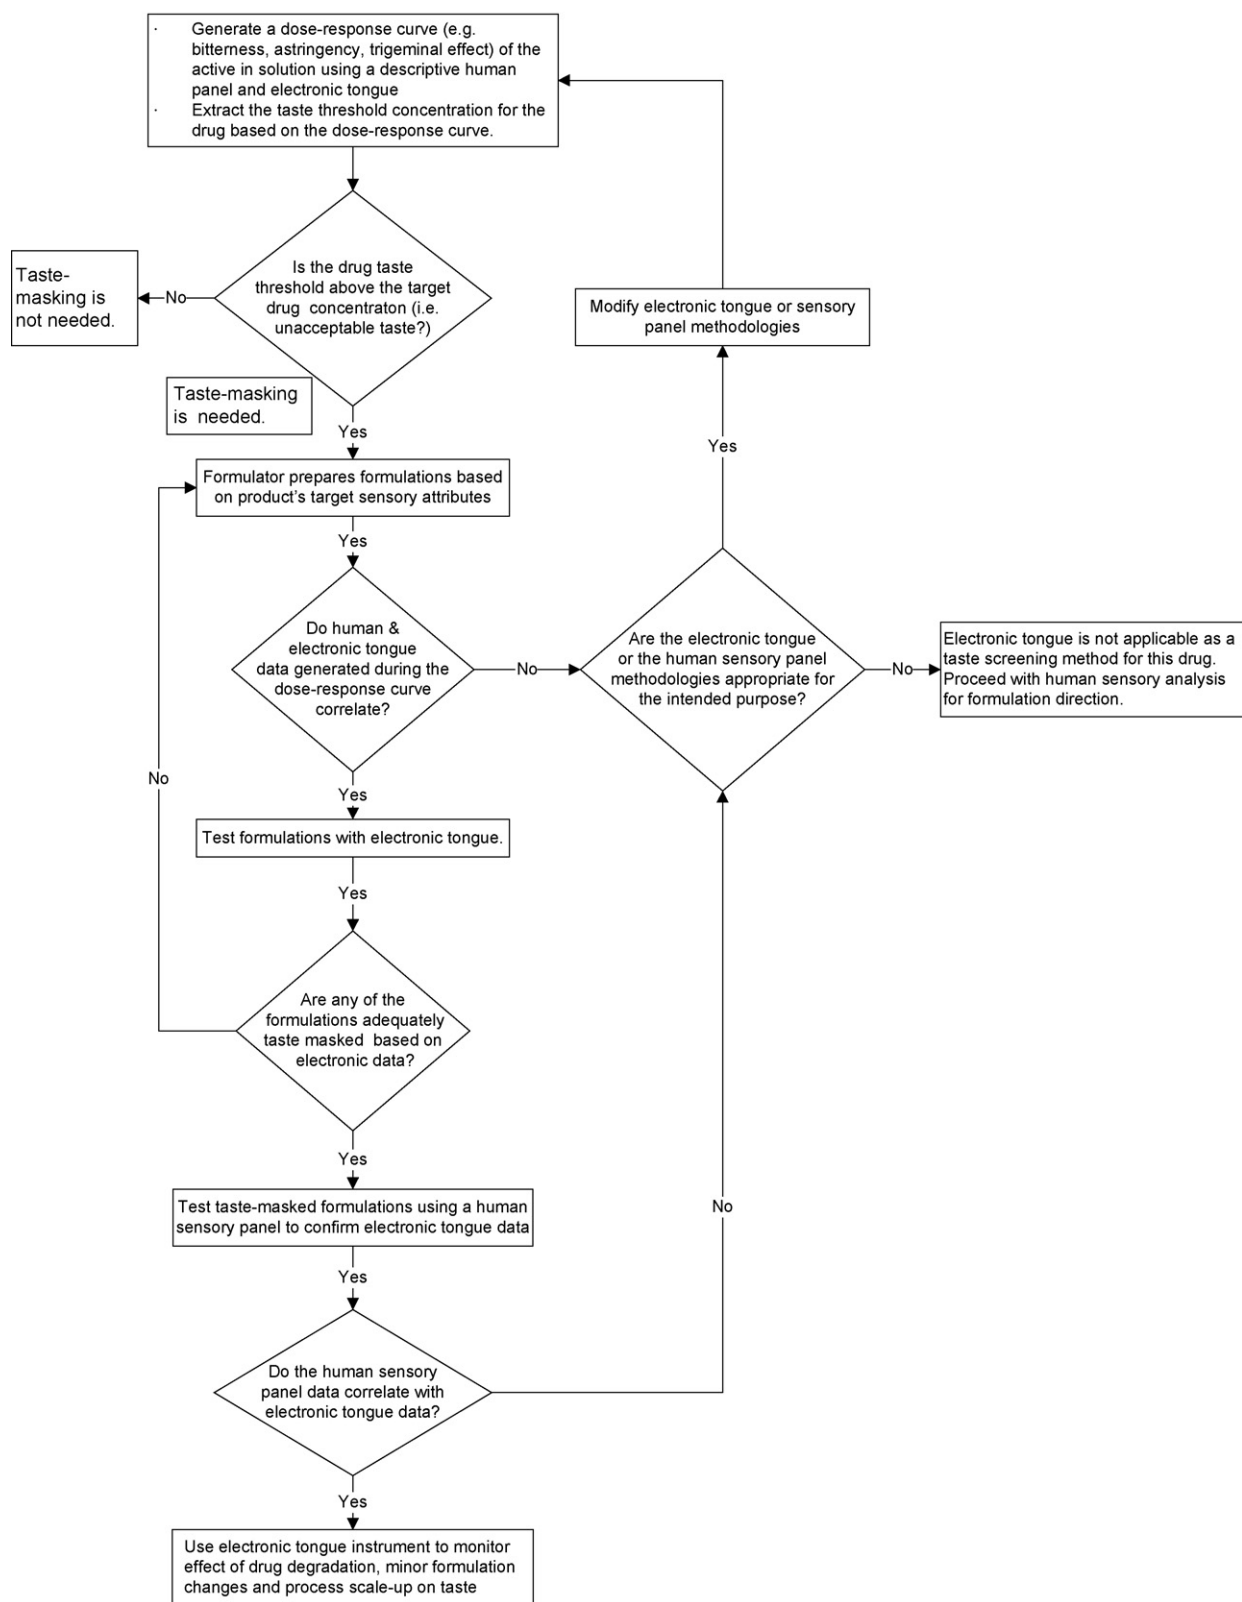 · Generate a dose-response curve (e.g.
bitterness, astringency, trigeminal effect) of the
active in solution using a descriptive human
panel and electronic tongue
· Extract the taste threshold concentration for the
drug based on the dose-response curve.
Is the drug taste
threshold above the target
drug concentraton (i.e.
unacceptable taste?)
No
Taste-
masking is
not needed.
Taste-masking
is needed.
Yes
Formulator prepares formulations based
on product's target sensory attributes
Yes
Do human &
electronic tongue
data generated during the
dose-response curve
correlate?
No
Are the electronic tongue
or the human sensory panel
methodologies appropriate for
the intended purpose?
Yes
Modify electronic tongue or sensory
panel methodologies
No
Electronic tongue is not applicable as a
taste screening method for this drug.
Proceed with human sensory analysis
for formulation direction.
Yes
Test formulations with electronic tongue.
Yes
Are any of the
formulations adequately
taste masked based on
electronic data?
No
Yes
Test taste-masked formulations using a human
sensory panel to confirm electronic tongue data
Yes
Do the human sensory
panel data correlate with
electronic tongue data?
No
Yes
Use electronic tongue instrument to monitor
effect of drug degradation, minor formulation
changes and process scale-up on taste